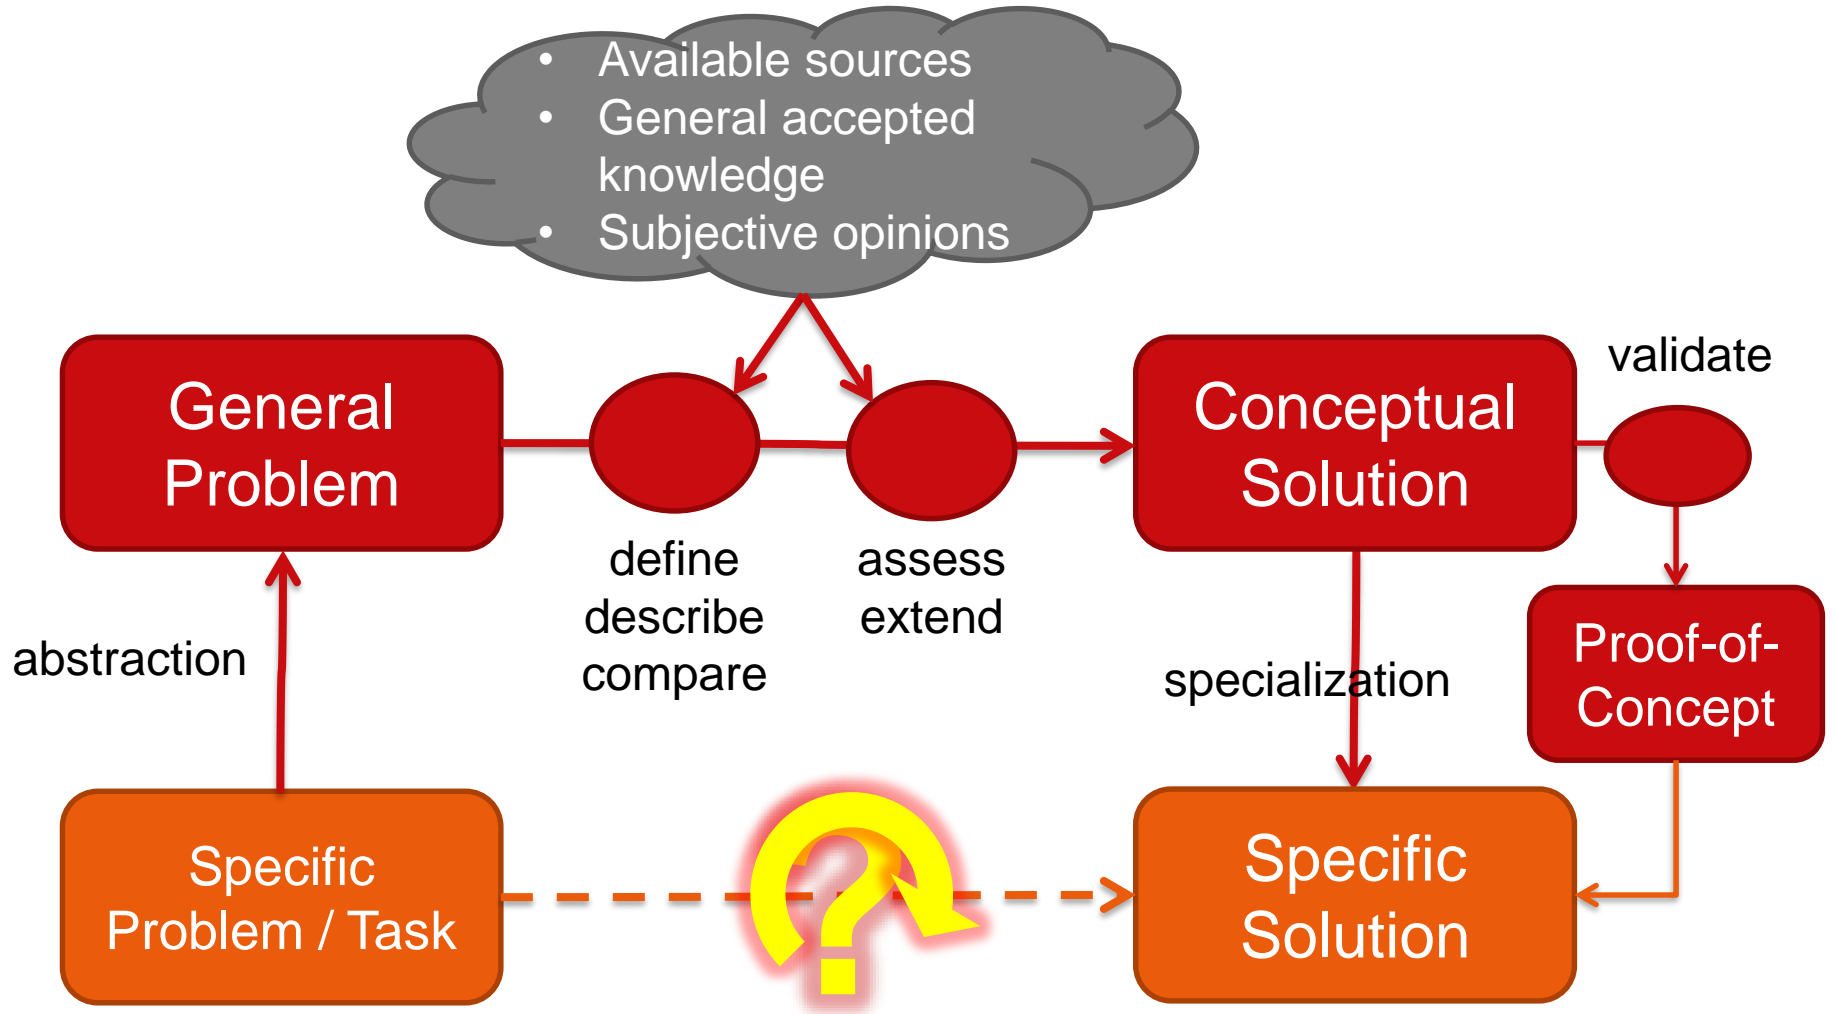 • Available sources
• General accepted
knowledge
• Subjective opinions
General
Problem
define
describe
compare
assess
extend
Conceptual
Solution
validate
abstraction
specialization
Proof-of-
Concept
Specific
Problem / Task
?
Specific
Solution